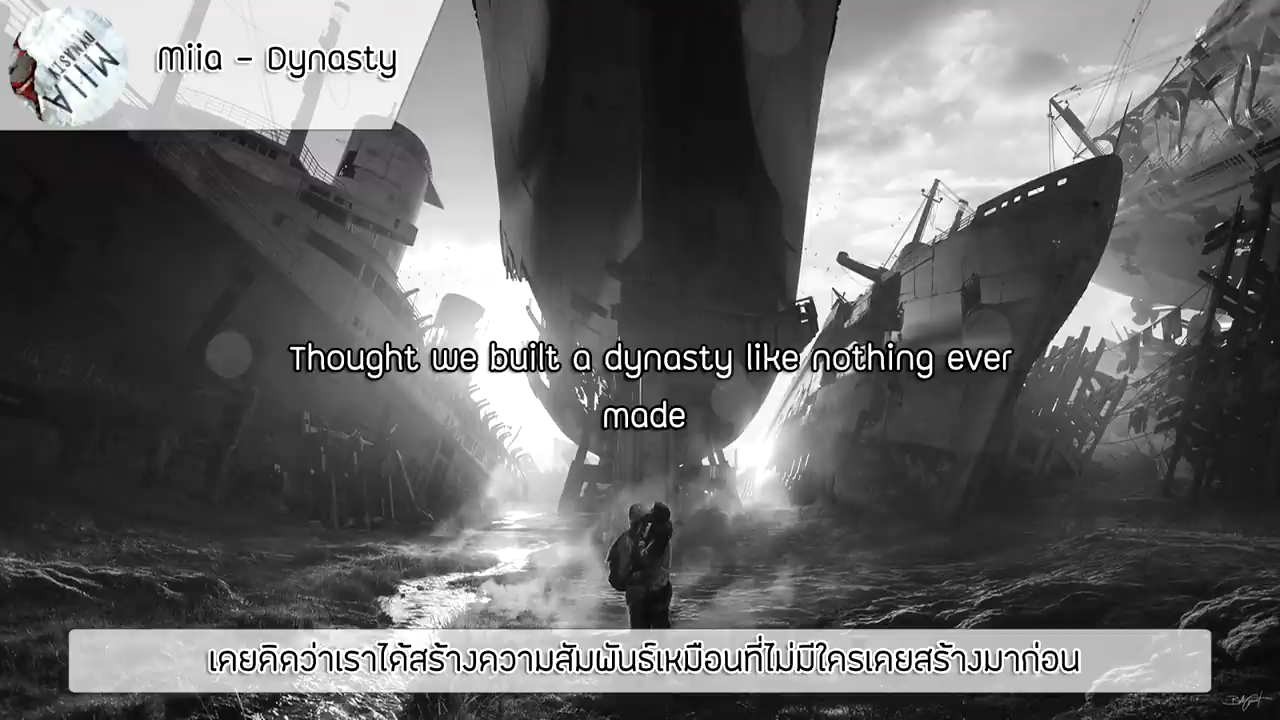 MIIA
DYNASTY
Miia - Dynasty
Thought we built a dynasty like nothing ever
made
เคยคิดว่าเราได้สร้างความสัมพันธ์เหมือนที่ไม่มีใครเคยสร้างมาก่อน